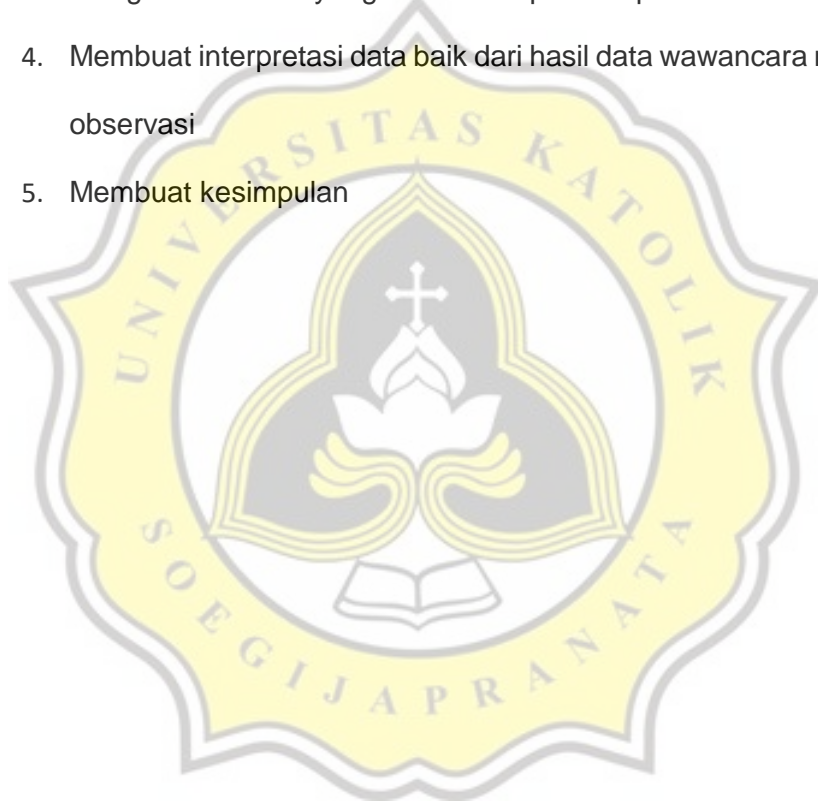 4. Membuat interpretasi data baik dari hasil data wawancara
observasi
5. Membuat kesimpulan
UNIVERSITAS KATOLIK
SOEGIJAPRANATA